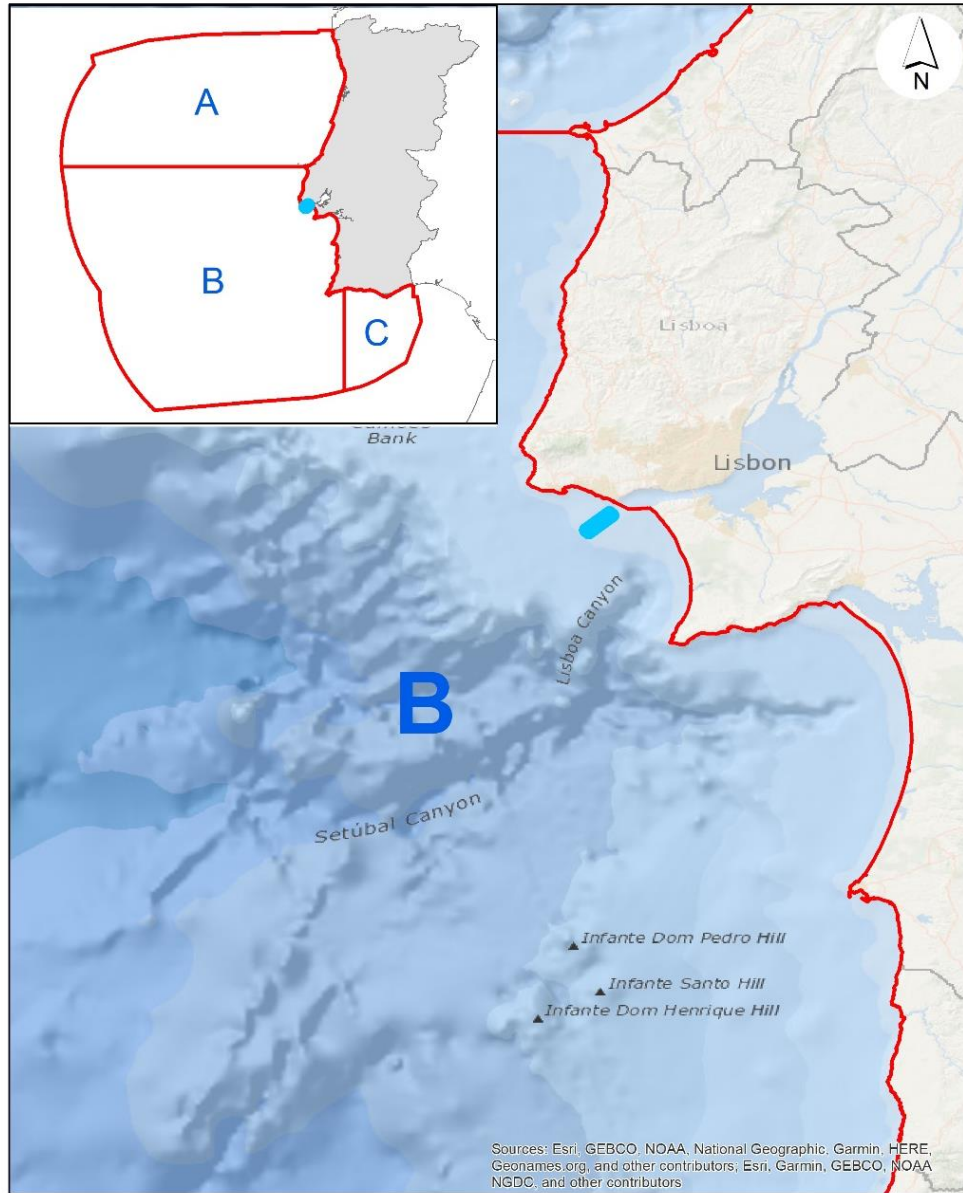 A
B
C
N
Lisboa
Bank
Lisbon
Lisboa Canyon
B
Setúbal Canyon
Infante Dom Pedro Hill
Infante Santo Hill
Infante Dom Henrique Hill
Sources: Esri, GEBCO, NOAA, National Geographic, Garmin, HERE,
Geonames.org, and other contributors; Esri, Garmin, GEBCO, NOAA
NGDC, and other contributors